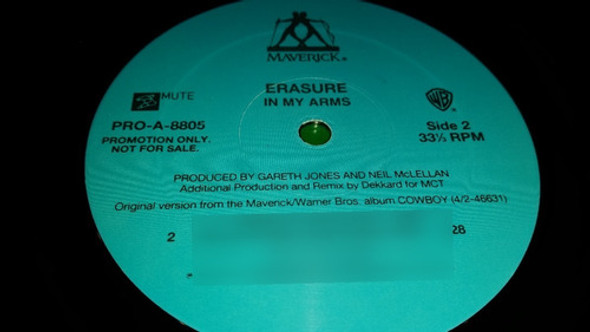 MAVERICK®
MUTE
ERASURE
IN MY ARMS
WB
PRO-A-8805
PROMOTION ONLY.
NOT FOR SALE.
Side 2
33⅓ RPM
PRODUCED BY GARETH JONES AND NEIL McLELLAN
Additional Production and Remix by Dekkard for MCT
Original version from the Maverick/Warner Bros. album COWBOY (4/2-46631)
2
28